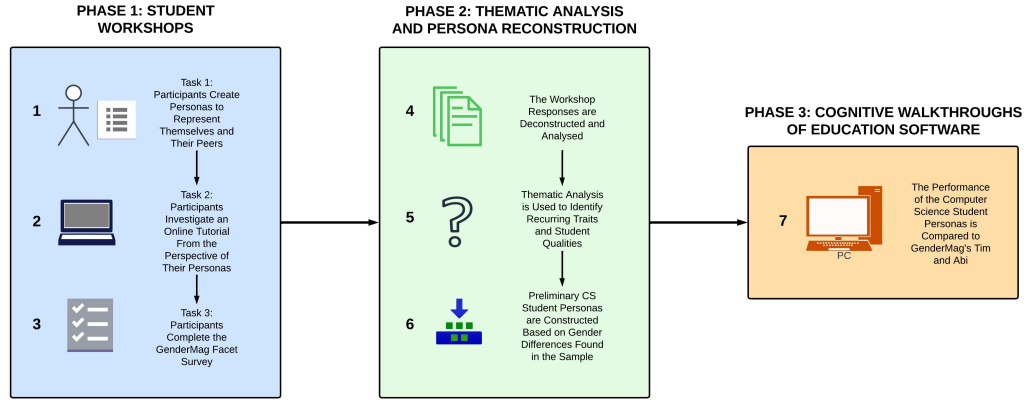 PHASE 1: STUDENT
WORKSHOPS
1
Task 1:
Participants Create
Personas to
Represent
Themselves and
Their Peers
2
Task 2:
Participants
Investigate an
Online Tutorial
From the
Perspective of
Their Personas
3
Task 3:
Participants
Complete the
GenderMag Facet
Survey
PHASE 2: THEMATIC ANALYSIS
AND PERSONA RECONSTRUCTION
4
The Workshop
Responses are
Deconstructed and
Analysed
5
Thematic Analysis
is Used to Identify
Recurring Traits
and Student
Qualities
6
Preliminary CS
Student Personas
are Constructed
Based on Gender
Differences Found
in the Sample
PHASE 3: COGNITIVE WALKTHROUGHS
OF EDUCATION SOFTWARE
7
PC
The Performance
of the Computer
Science Student
Personas is
Compared to
GenderMag's Tim
and Abi